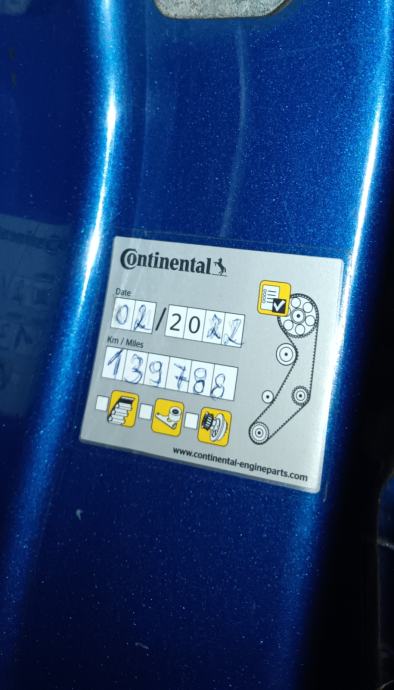 Continental
Date
02/2022
Km / Miles
139788
www.continental-engineparts.com